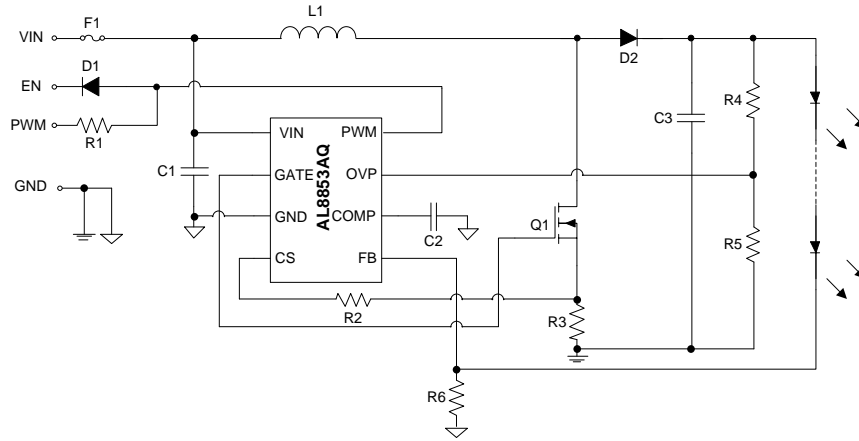 L1
VIN
F1
D2
D1
EN
R4
PWM
R1
VIN
PWM
C3
C1
GATE
AL8853AQ
OVP
GND
GND
COMP
C2
Q1
R5
CS
FB
R2
R3
R6